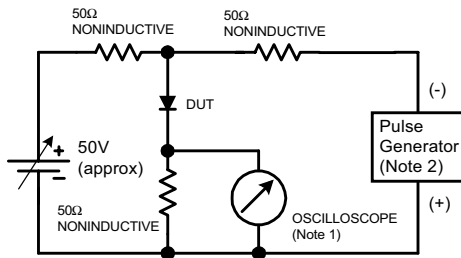 50Ω
NONINDUCTIVE
50Ω
NONINDUCTIVE
DUT
(-)
+
50V
(approx)
−
Pulse
Generator
(Note 2)
50Ω
NONINDUCTIVE
OSCILLOSCOPE
(Note 1)
(+)